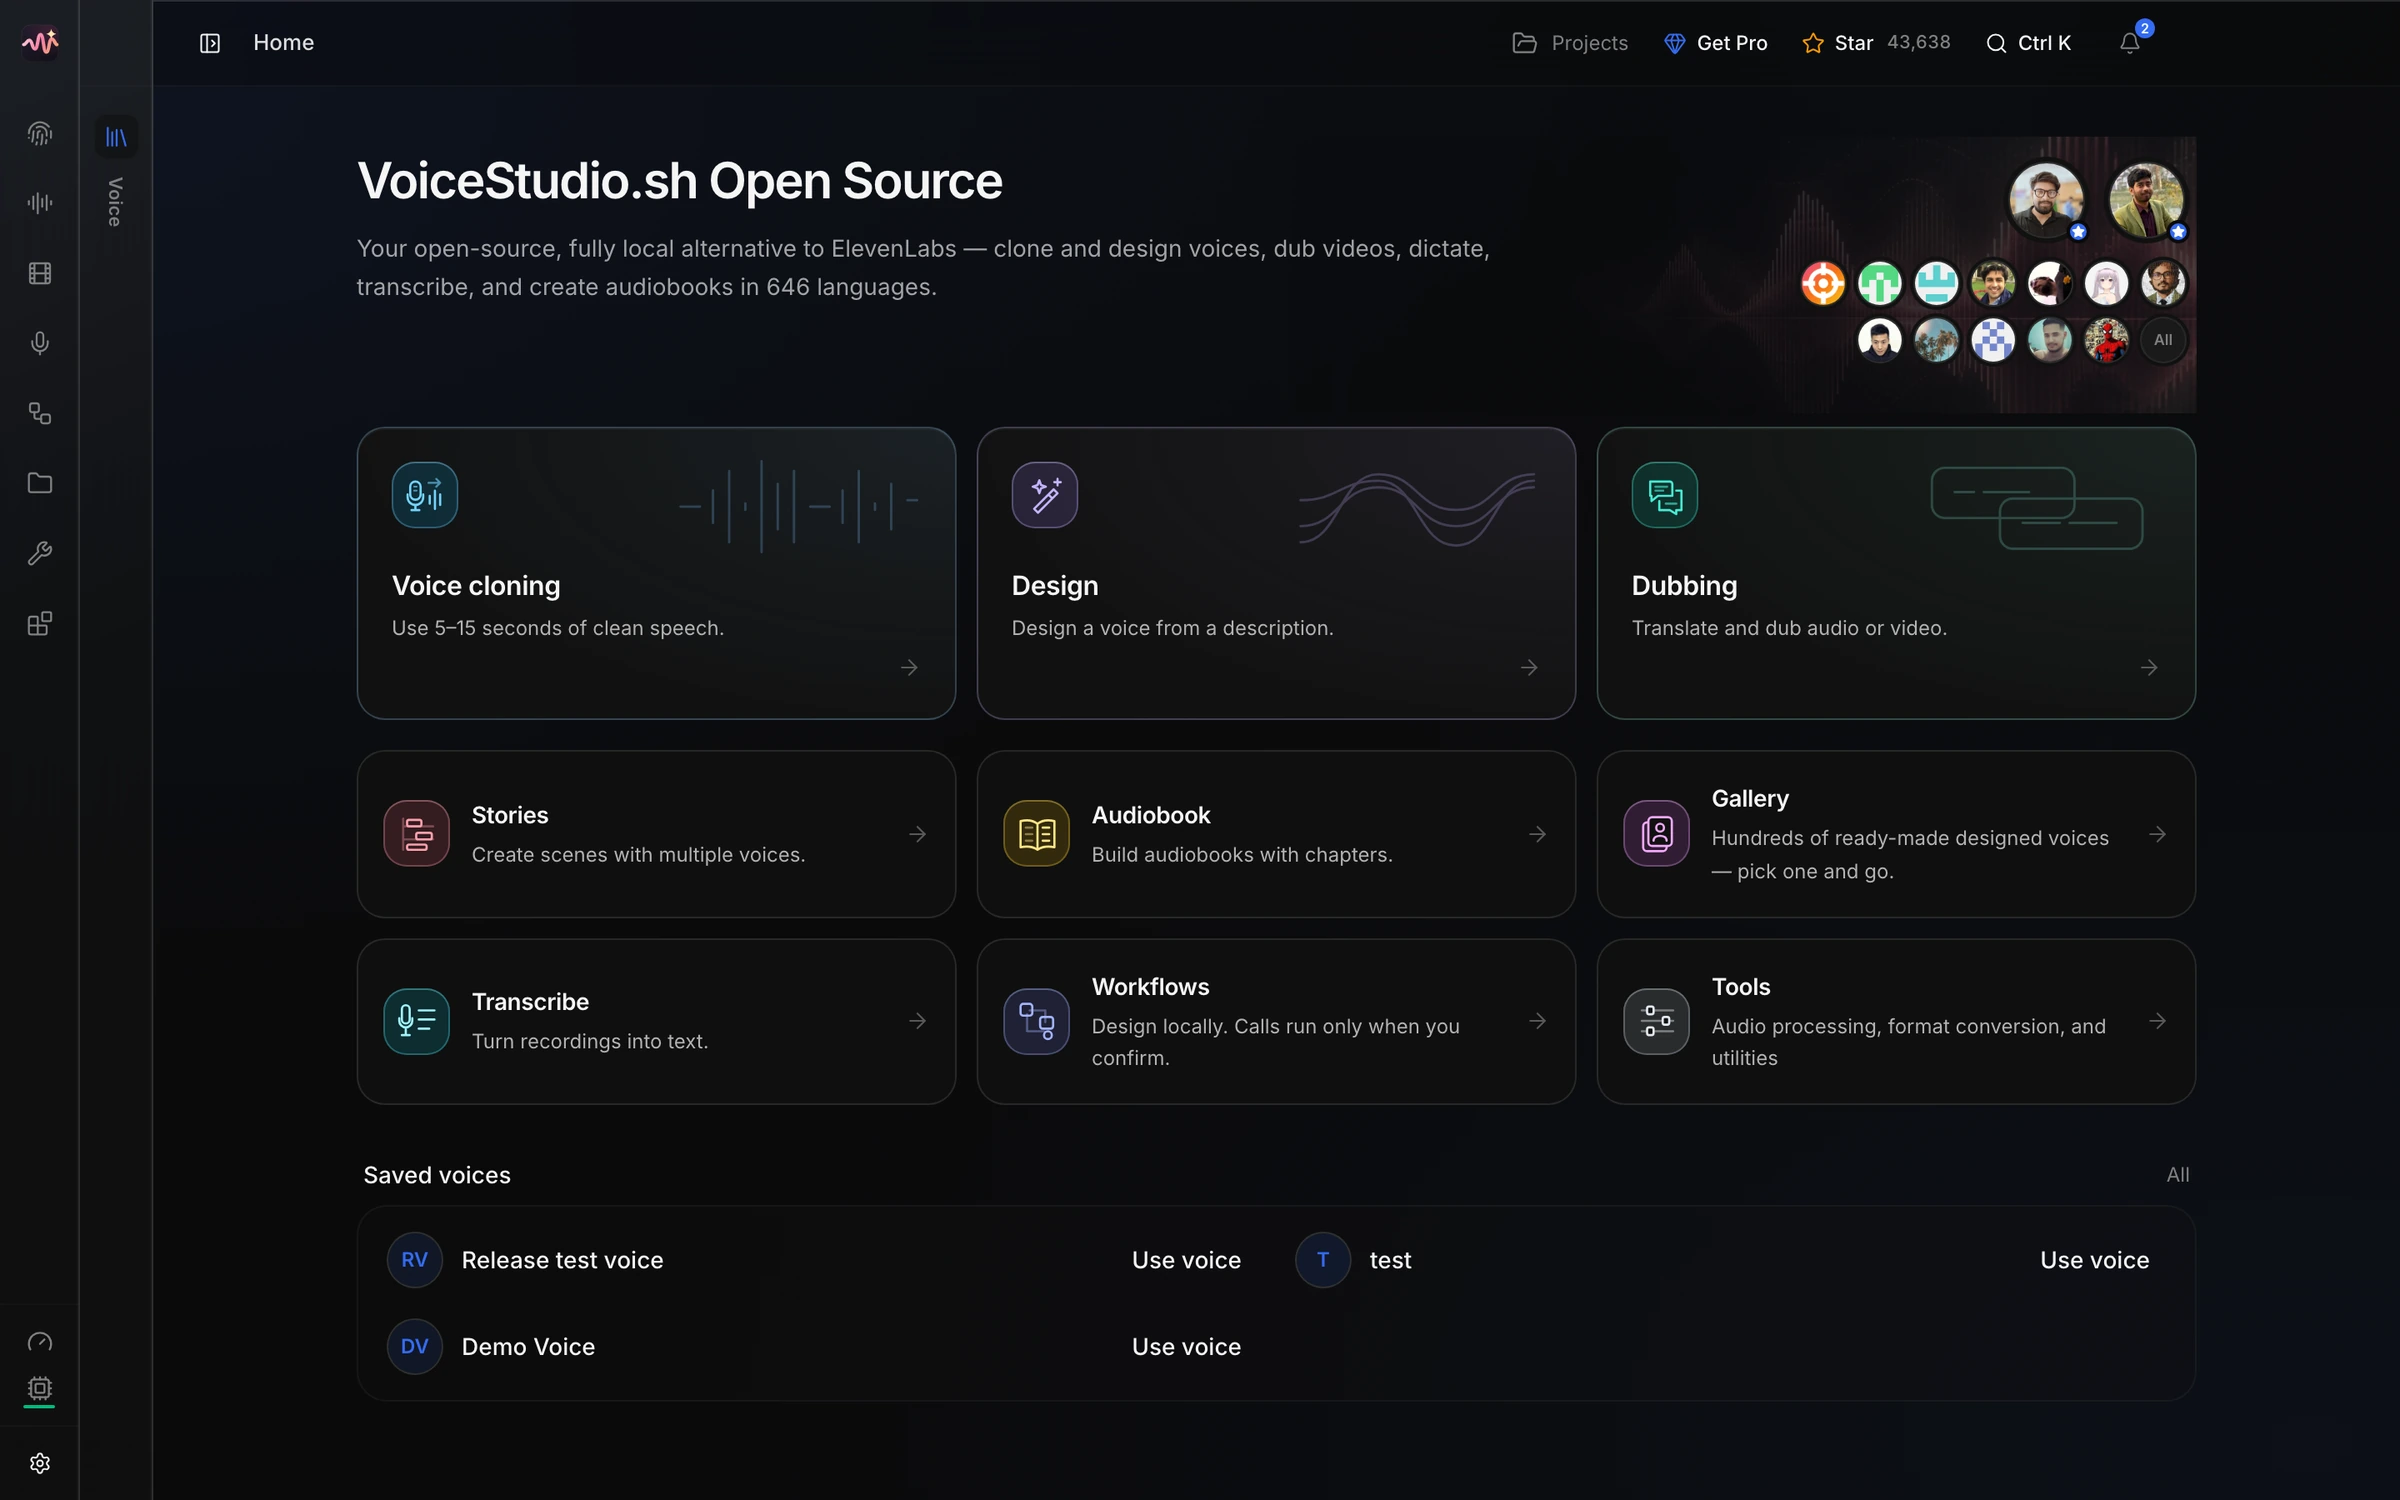 Home
Projects
Get Pro
Star 43,638
Ctrl K
2
Voice
VoiceStudio.sh Open Source
Your open-source, fully local alternative to ElevenLabs — clone and design voices, dub videos, dictate,
transcribe, and create audiobooks in 646 languages.
All
Voice cloning
Use 5–15 seconds of clean speech.
Design
Design a voice from a description.
Dubbing
Translate and dub audio or video.
Stories
Create scenes with multiple voices.
Audiobook
Build audiobooks with chapters.
Gallery
Hundreds of ready-made designed voices
— pick one and go.
Transcribe
Turn recordings into text.
Workflows
Design locally. Calls run only when you
confirm.
Tools
Audio processing, format conversion, and
utilities
Saved voices
All
RV Release test voice
Use voice
T test
Use voice
DV Demo Voice
Use voice